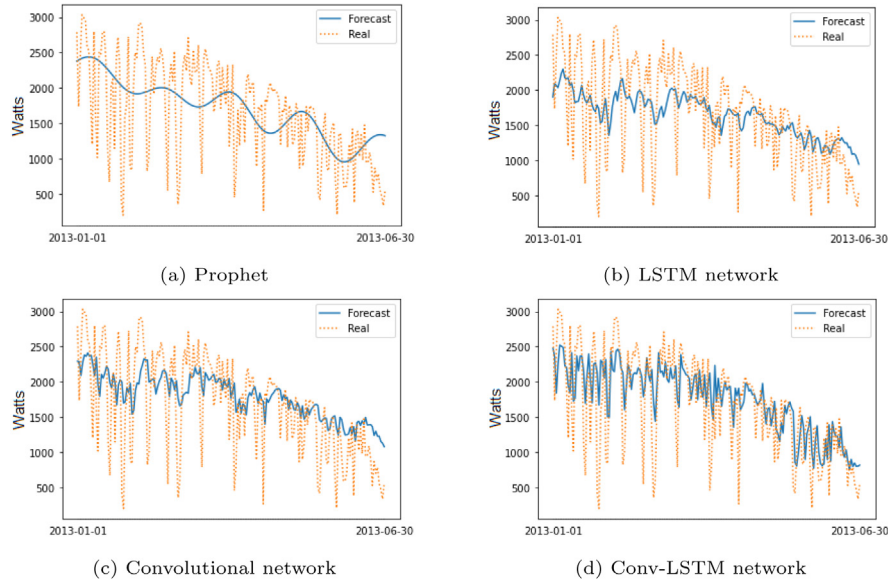 3000
2500
2000
1500
1000
500
Watts
Forecast
Real
2013-01-01 2013-06-30
(a) Prophet
3000
2500
2000
1500
1000
500
Watts
Forecast
Real
2013-01-01 2013-06-30
(b) LSTM network
3000
2500
2000
1500
1000
500
Watts
Forecast
Real
2013-01-01 2013-06-30
(c) Convolutional network
3000
2500
2000
1500
1000
500
Watts
Forecast
Real
2013-01-01 2013-06-30
(d) Conv-LSTM network